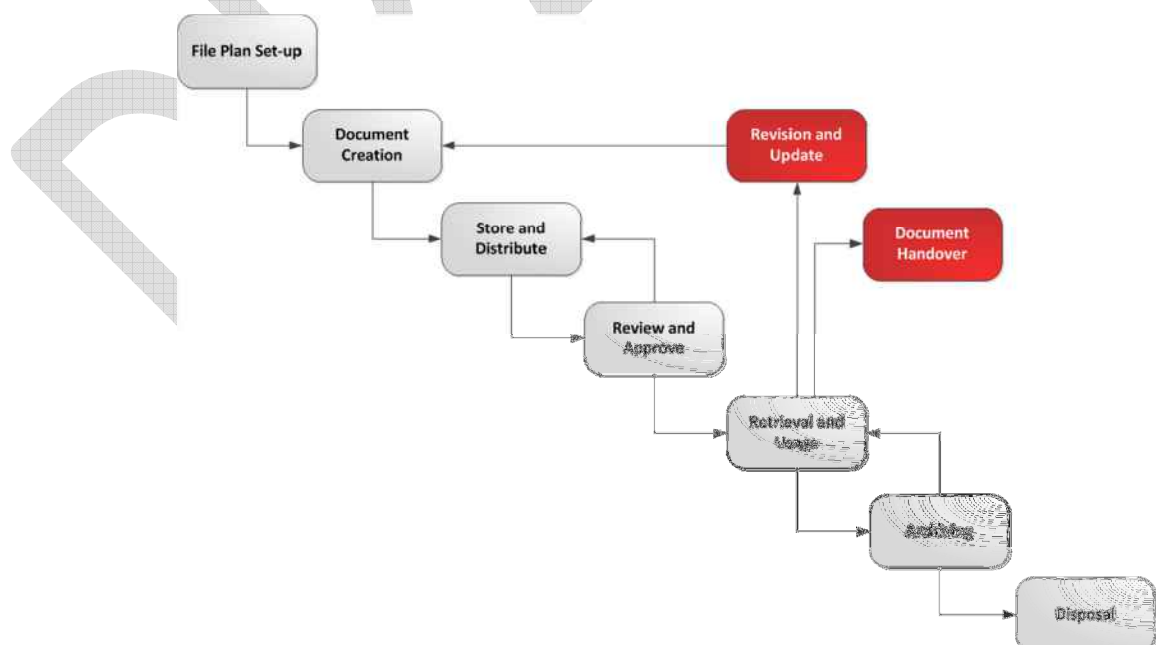 File Plan Set-up
Document
Creation
Revision and
Update
Store and
Distribute
Document
Handover
Review and
Approve
Retrieval and
Usage
Archiving
Disposal